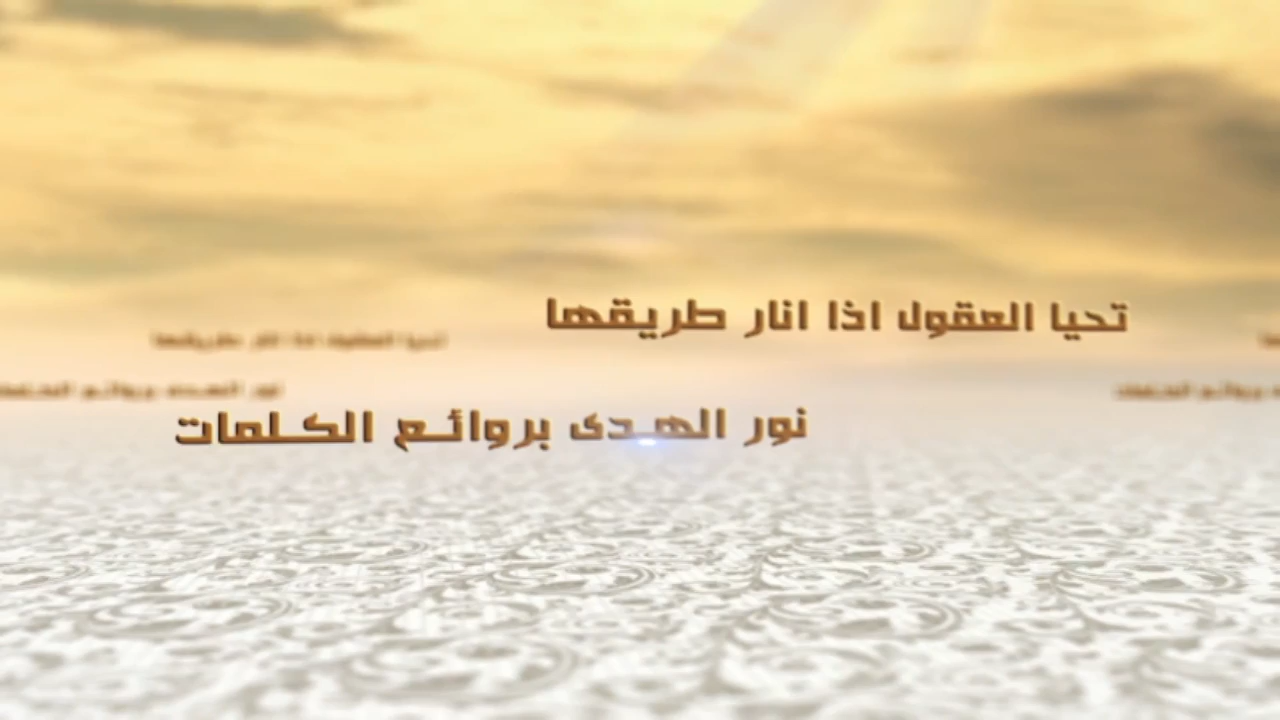 تحيا العقول اذا انار طريقها
نور الهدى بروائع الكلمات